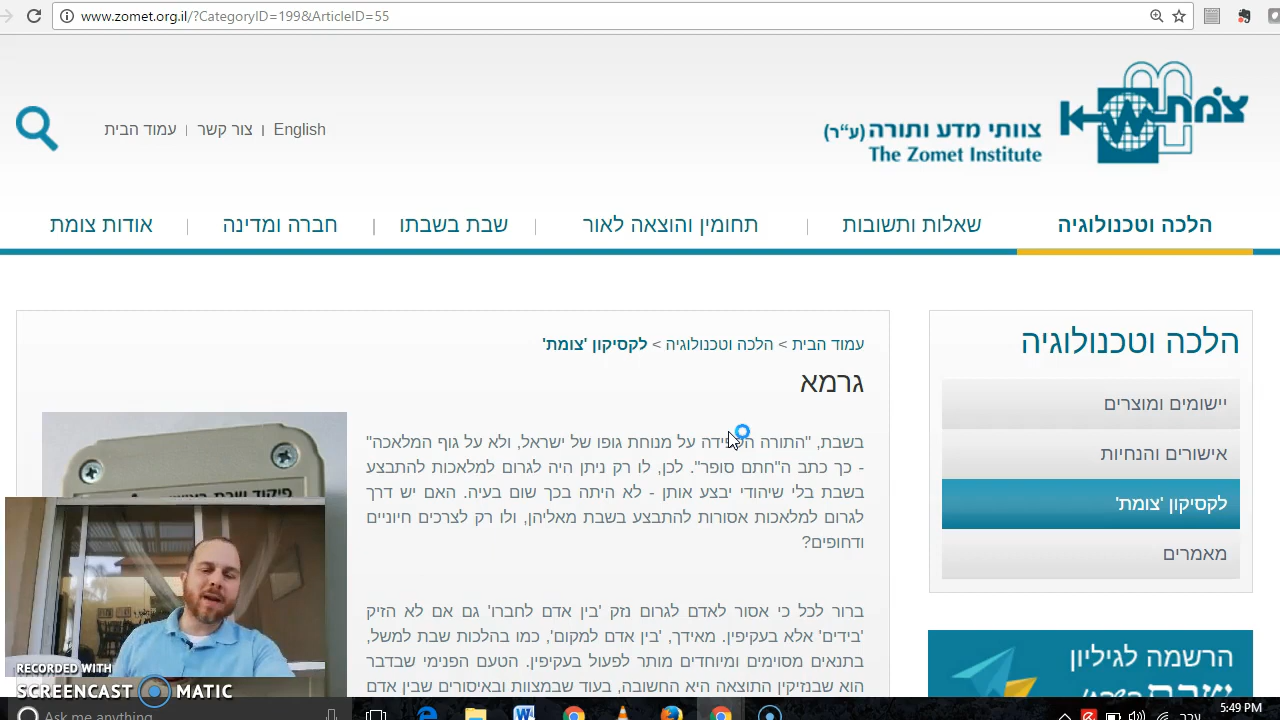 www.zomet.org.il/?CategoryID=199&ArticleID=55
צמת
צוותי מדע ותורה (ע"ר)
The Zomet Institute
English | צור קשר | עמוד הבית
הלכה וטכנולוגיה | שאלות ותשובות | תחומין והוצאה לאור | שבת בשבתו | חברה ומדינה | אודות צומת
הלכה וטכנולוגיה
יישומים ומוצרים
אישורים והנחיות
לקסיקון 'צומת'
מאמרים
הרשמה לגיליון
עמוד הבית > הלכה וטכנולוגיה > לקסיקון 'צומת'
גרמא
בשבת, "התורה הקפידה על מנוחת גופו של ישראל, ולא על גוף המלאכה"
- כך כתב ה"חתם סופר". לכן, לו רק ניתן היה לגרום למלאכות להתבצע
בשבת בלי שיהודי יבצע אותן - לא היתה בכך שום בעיה. האם יש דרך
לגרום למלאכות אסורות להתבצע בשבת מאליהן, ולו רק לצרכים חיוניים
ודחופים?
ברור לכל כי אסור לאדם לגרום נזק 'בין אדם לחברו' גם אם לא הזיק
'בידים' אלא בעקיפין. מאידך, 'בין אדם למקום', כמו בהלכות שבת למשל,
בתנאים מסוימים ומיוחדים מותר לפעול בעקיפין. הטעם הפנימי שבדבר
הוא שבנזיקין התוצאה היא החשובה, בעוד שבמצוות ובאיסורים שבין אדם
פיקוד שבת
RECORDED WITH
SCREENCAST MATIC
Ask me anything
עבר
5:49 PM